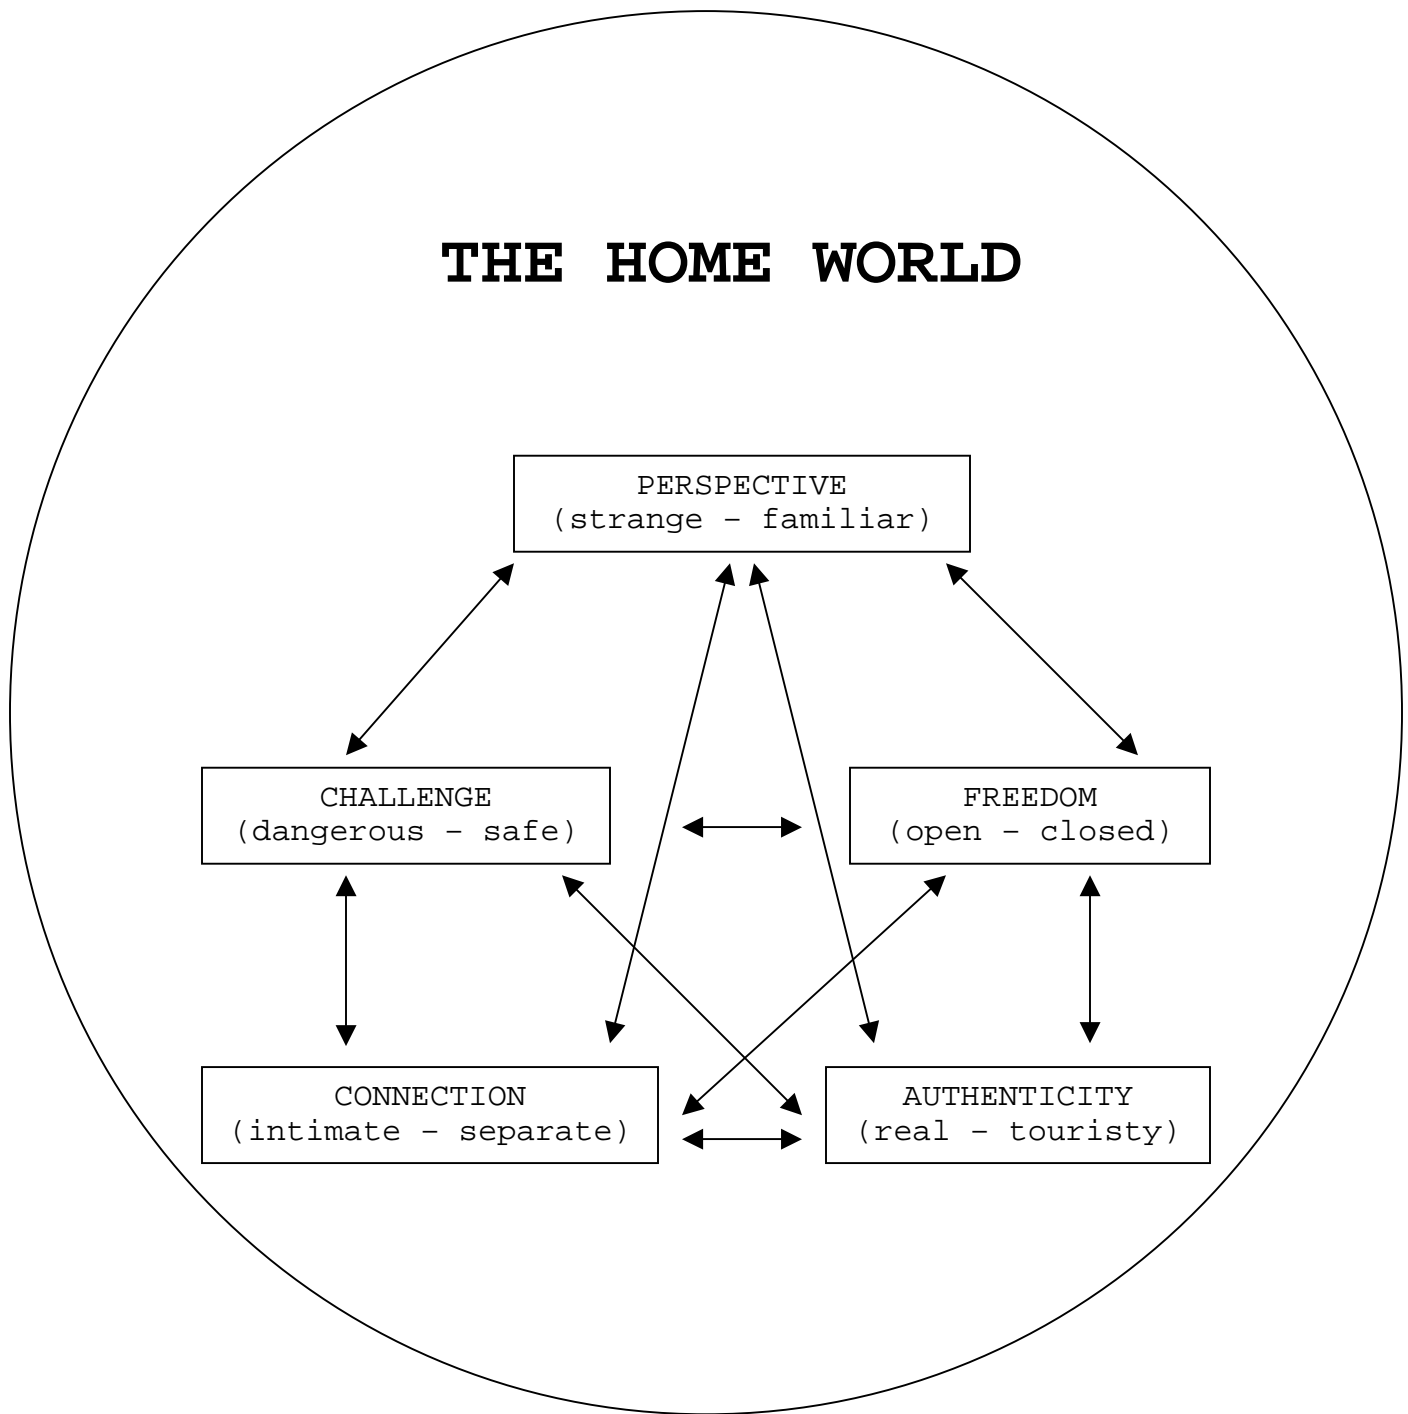 THE HOME WORLD
PERSPECTIVE
(strange – familiar)
CHALLENGE
(dangerous – safe)
FREEDOM
(open – closed)
CONNECTION
(intimate – separate)
AUTHENTICITY
(real – touristy)